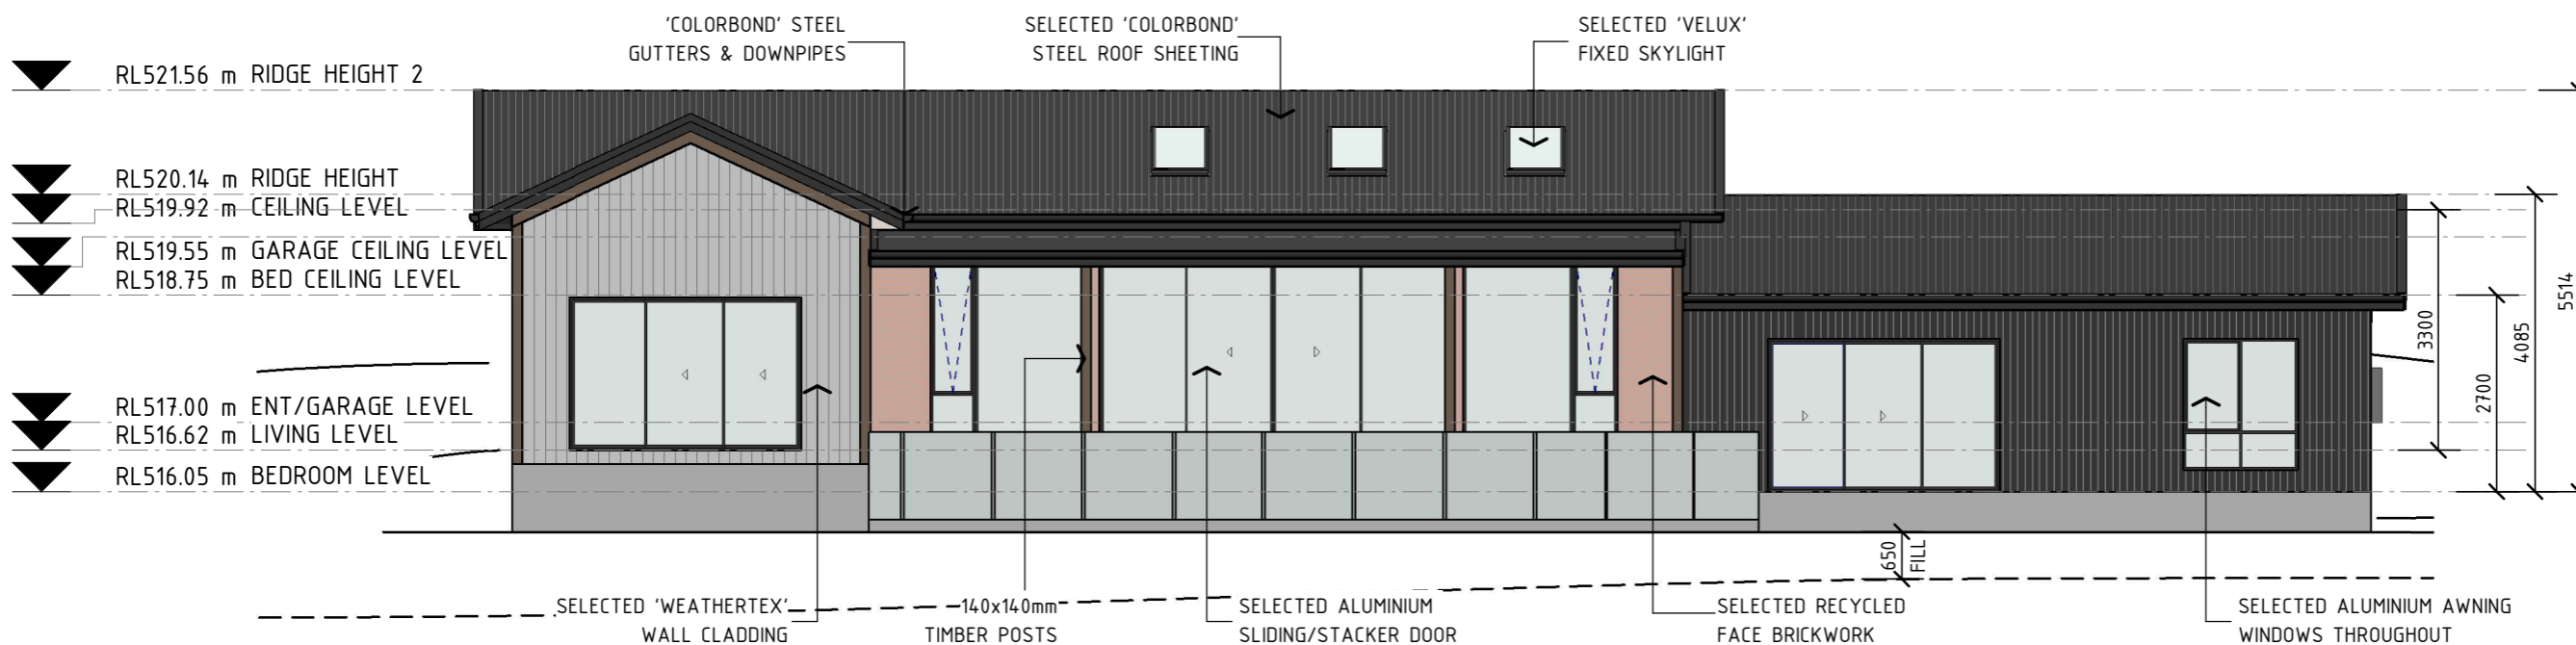 'COLORBOND' STEEL
GUTTERS & DOWNPIPES
SELECTED 'COLORBOND'
STEEL ROOF SHEETING
SELECTED 'VELUX'
FIXED SKYLIGHT
RL521.56 m RIDGE HEIGHT 2
RL520.14 m RIDGE HEIGHT
RL519.92 m CEILING LEVEL
RL519.55 m GARAGE CEILING LEVEL
RL518.75 m BED CEILING LEVEL
RL517.00 m ENT/GARAGE LEVEL
RL516.62 m LIVING LEVEL
RL516.05 m BEDROOM LEVEL
3300
2700
4085
5514
650
FILL
SELECTED 'WEATHERTEX'
WALL CLADDING
140x140mm
TIMBER POSTS
SELECTED ALUMINIUM
SLIDING/STACKER DOOR
SELECTED RECYCLED
FACE BRICKWORK
SELECTED ALUMINIUM AWNING
WINDOWS THROUGHOUT